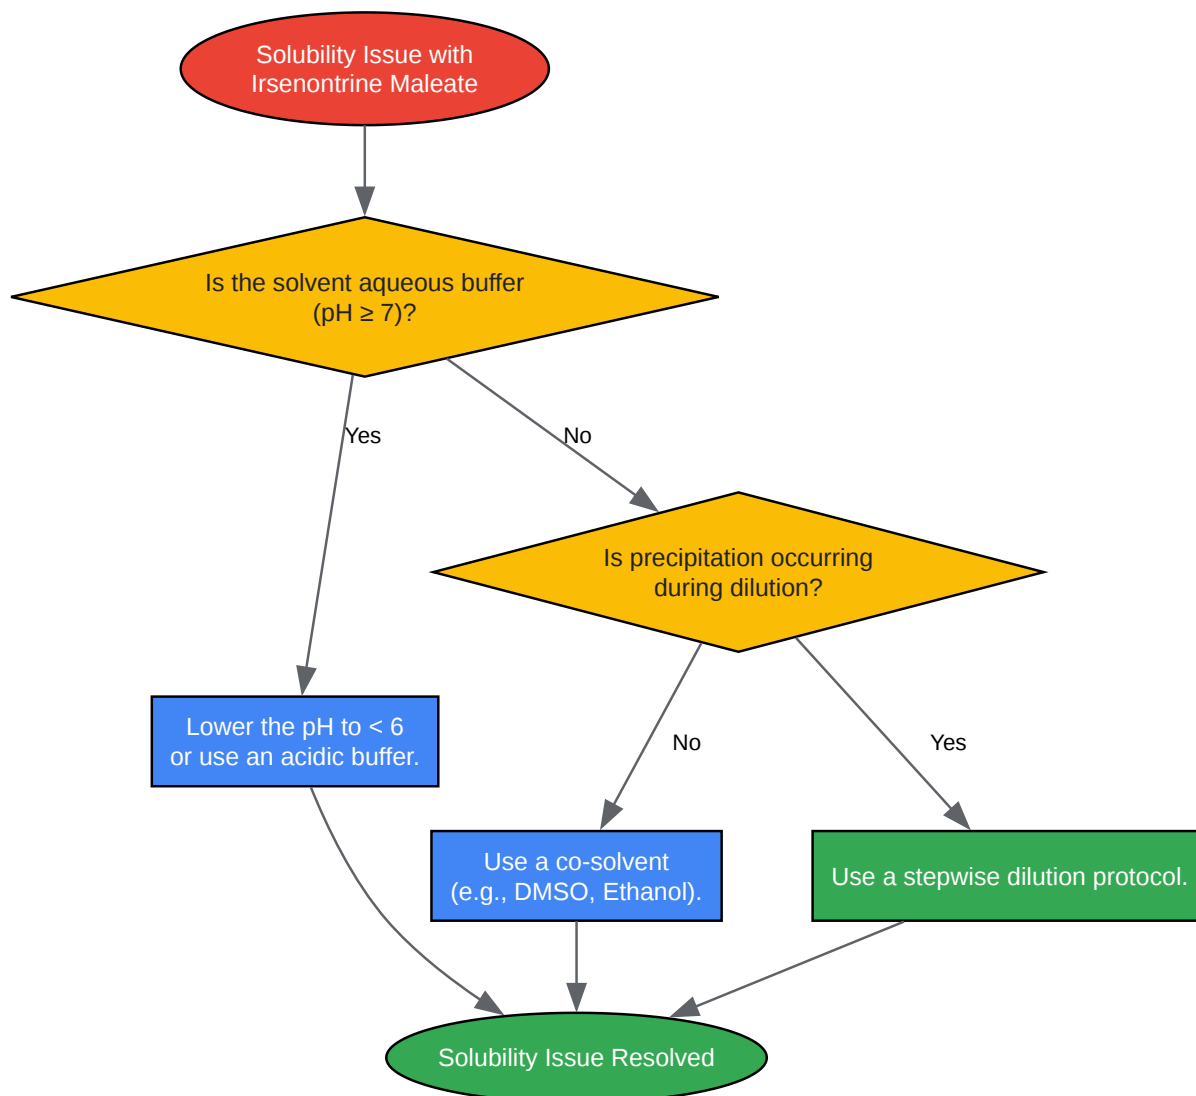 Solubility Issue with
Irsenontrine Maleate
Is the solvent aqueous buffer
(pH ≥ 7)?
Yes
No
Is precipitation occurring
during dilution?
Lower the pH to < 6
or use an acidic buffer.
No
Yes
Use a co-solvent
(e.g., DMSO, Ethanol).
Use a stepwise dilution protocol.
Solubility Issue Resolved